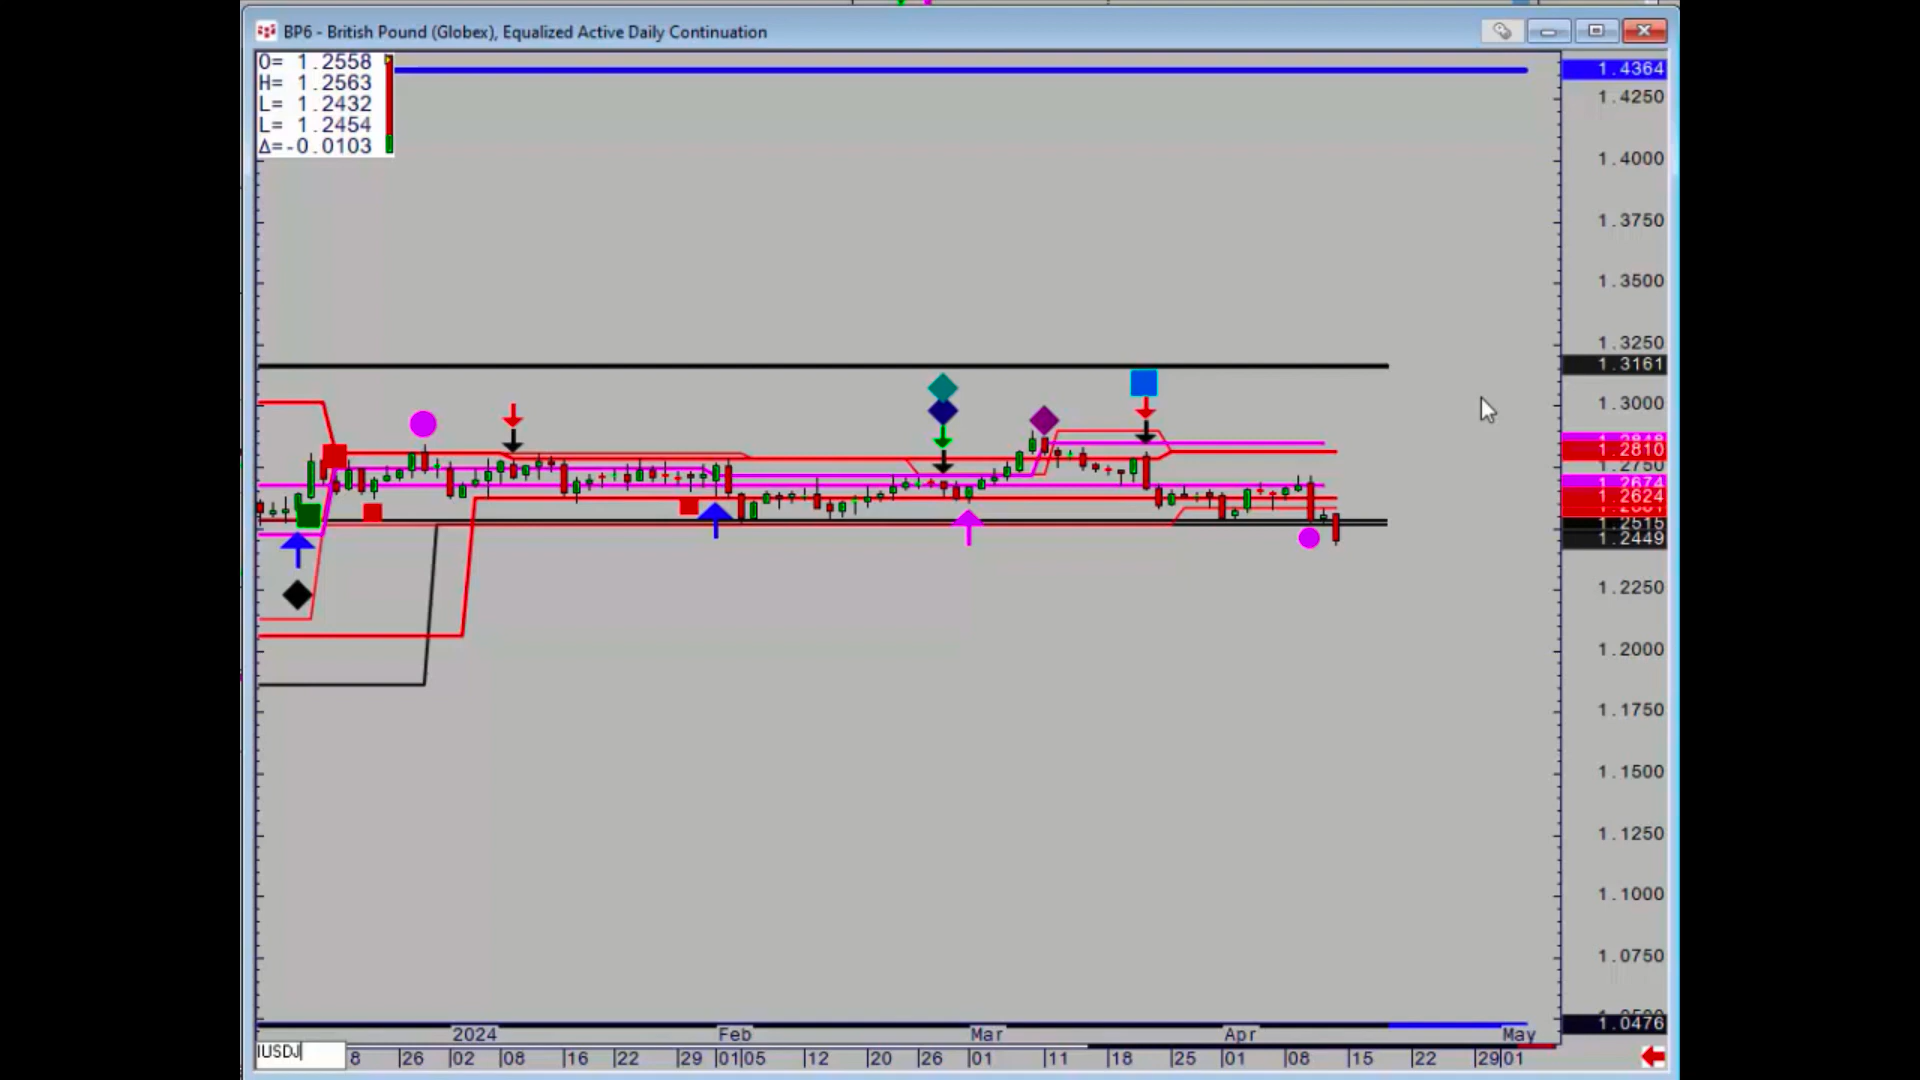 BP6 - British Pound (Globex), Equalized Active Daily Continuation
O= 1.2558
H= 1.2563
L= 1.2432
L= 1.2454
Δ=-0.0103
1.4364
1.4250
1.4000
1.3750
1.3500
1.3250
1.3161
1.3000
1.2810
1.2750
1.2674
1.2624
1.2515
1.2449
1.2250
1.2000
1.1750
1.1500
1.1250
1.1000
1.0750
1.0476
2024 Feb Mar Apr May
IUSDJ 8 26 02 08 16 22 29 01 05 12 20 26 01 11 18 25 01 08 15 22 29 01